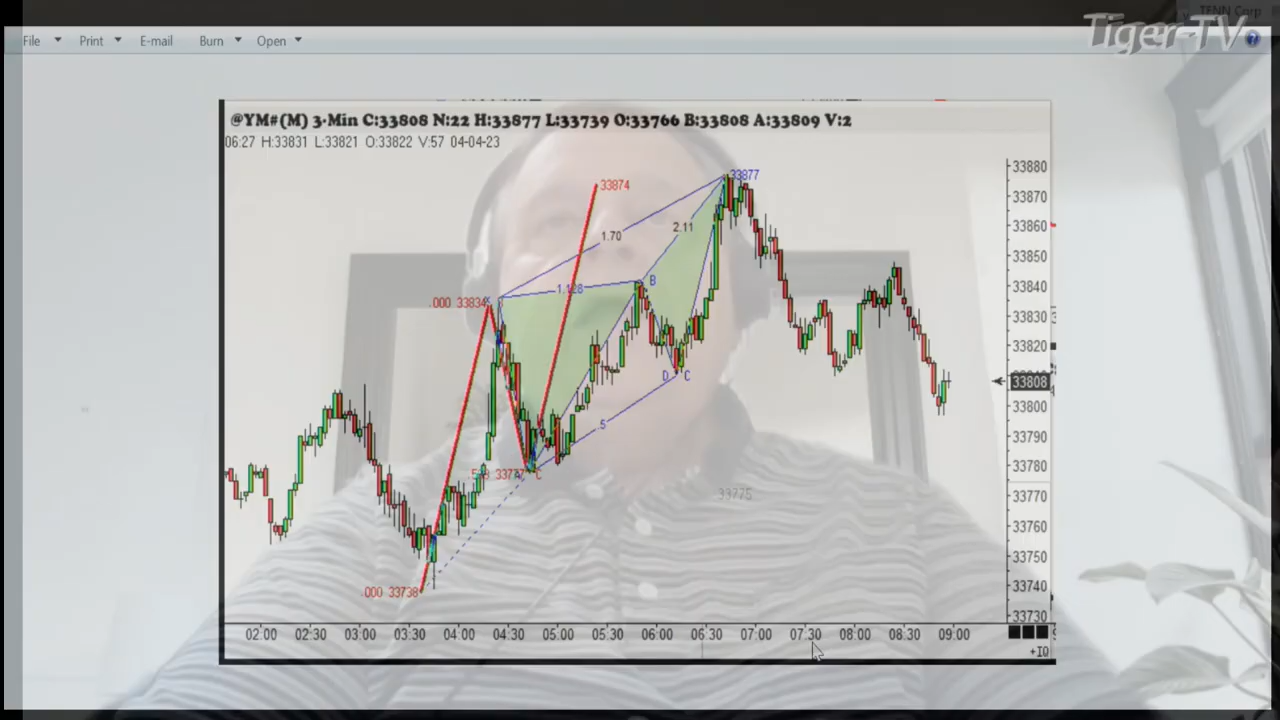 TENN Corp
Tiger-TV
File Print E-mail Burn Open
@YM#(M) 3-Min C:33808 N:22 H:33877 L:33739 O:33766 B:33808 A:33809 V:2
06:27 H:33831 L:33821 O:33822 V:57 04-04-23
33880
33877
33874
33870
2.11
33860
1.70
33850
B
1.128
33840
.000 33834
33830
33820
D C
33808
33800
.5
33790
33780
C
33775
33770
33760
33750
33740
.000 33738
33730
02:00 02:30 03:00 03:30 04:00 04:30 05:00 05:30 06:00 06:30 07:00 07:30 08:00 08:30 09:00
+IQ